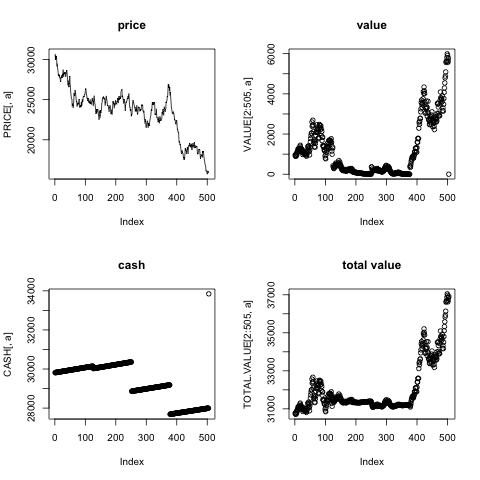 price
PRICE[, a]
20000 25000 30000
0 100 200 300 400 500
Index
value
VALUE[2:505, a]
0 2000 4000 6000
0 100 200 300 400 500
Index
cash
CASH[, a]
28000 30000 32000 34000
0 100 200 300 400 500
Index
total value
TOTAL.VALUE[2:505, a]
31000 33000 35000 37000
0 100 200 300 400 500
Index